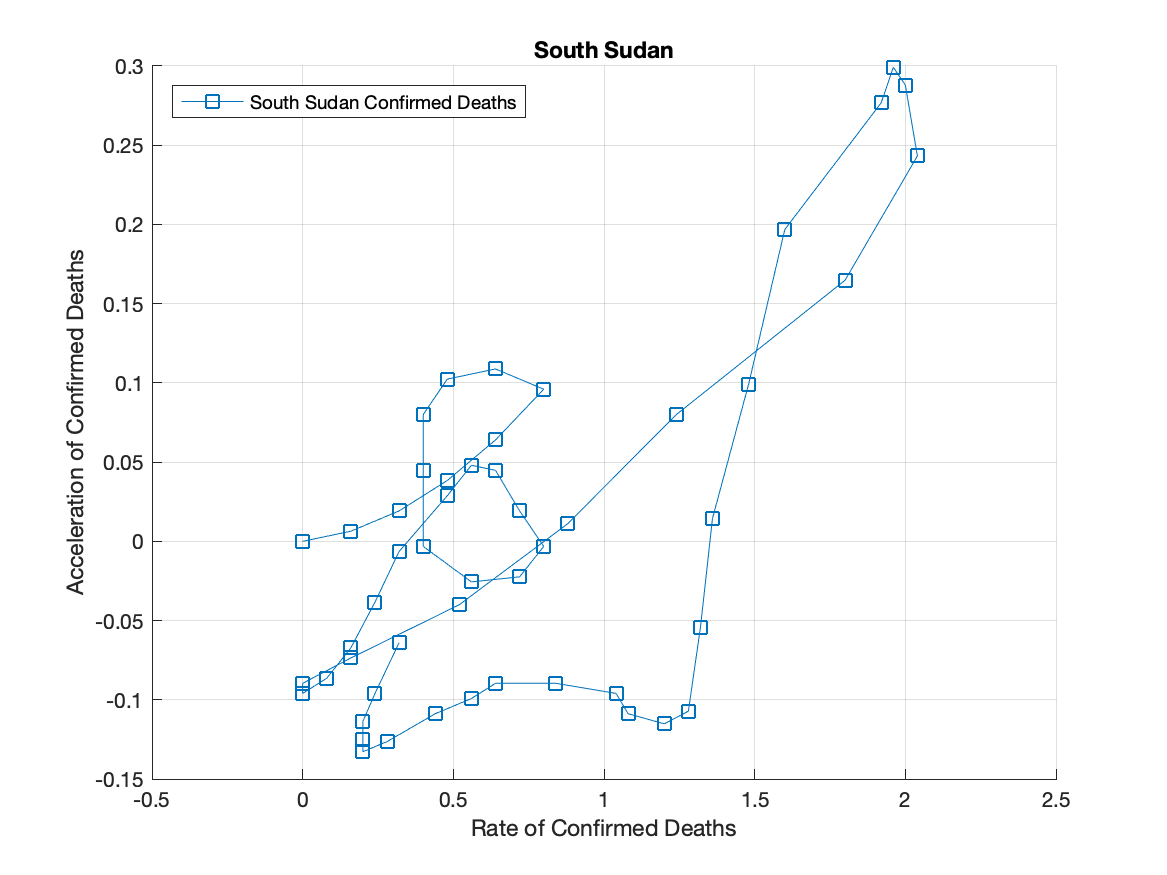 South Sudan
South Sudan Confirmed Deaths
0.3
0.25
0.2
0.15
0.1
0.05
0
-0.05
-0.1
-0.15
Acceleration of Confirmed Deaths
-0.5 0 0.5 1 1.5 2 2.5
Rate of Confirmed Deaths